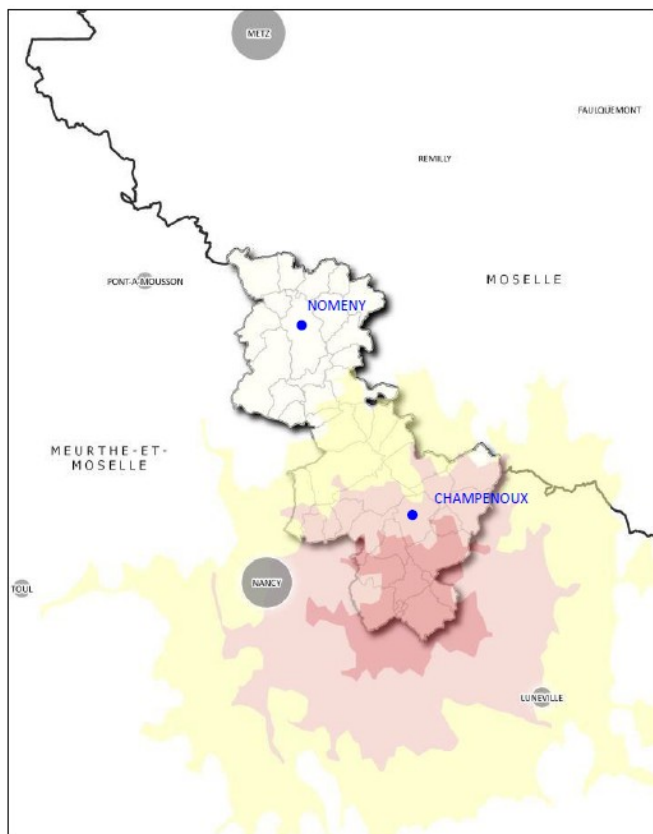 METZ
FAULQUEMONT
REMILLY
PONT-A-MOUSSON
MOSELLE
NOMENY
MEURTHE-ET-
MOSELLE
CHAMPENOUX
NANCY
TOUL
LUNEVILLE